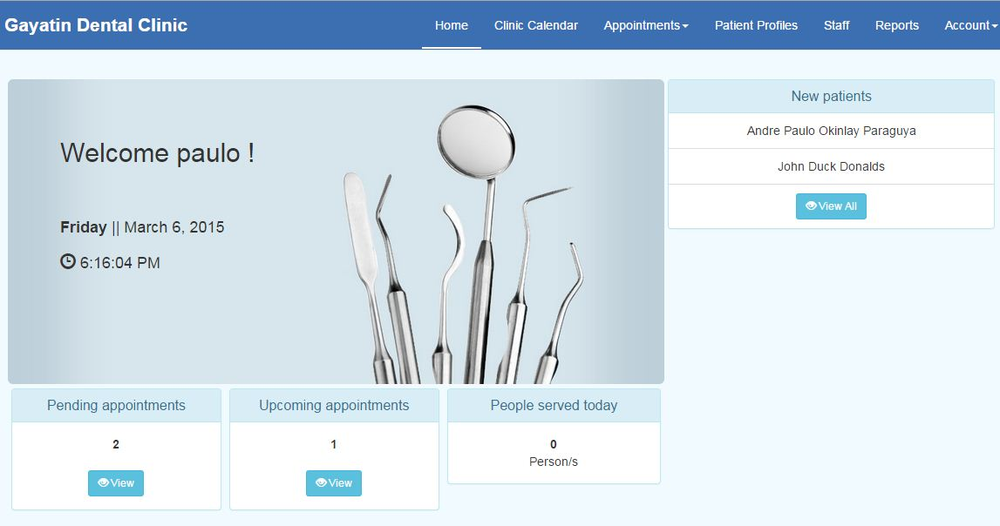 Gayatin Dental Clinic
Home Clinic Calendar Appointments Patient Profiles Staff Reports Account
Welcome paulo !
Friday || March 6, 2015
6:16:04 PM
New patients
Andre Paulo Okinlay Paraguya
John Duck Donalds
View All
Pending appointments
2
View
Upcoming appointments
1
View
People served today
0
Person/s